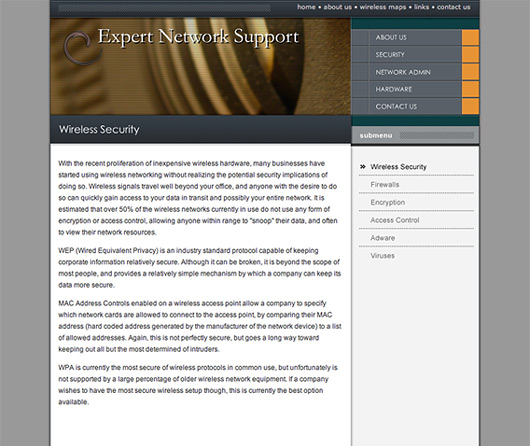 home • about us • wireless maps • links • contact us
Expert Network Support
ABOUT US
SECURITY
NETWORK ADMIN
HARDWARE
CONTACT US
Wireless Security
submenu
With the recent proliferation of inexpensive wireless hardware, many businesses have
started using wireless networking without realizing the potential security implications of
doing so. Wireless signals travel well beyond your office, and anyone with the desire to do
so can quickly gain access to your data in transit and possibly your entire network. It is
estimated that over 50% of the wireless networks currently in use do not use any form of
encryption or access control, allowing anyone within range to "snoop" their data, and often
to view their network resources.
WEP (Wired Equivalent Privacy) is an industry standard protocol capable of keeping
corporate information relatively secure. Although it can be broken, it is beyond the scope of
most people, and provides a relatively simple mechanism by which a company can keep its
data more secure.
MAC Address Controls enabled on a wireless access point allow a company to specify
which network cards are allowed to connect to the access point, by comparing their MAC
address (hard coded address generated by the manufacturer of the network device) to a list
of allowed addresses. Again, this is not perfectly secure, but goes a long way toward
keeping out all but the most determined of intruders.
WPA is currently the most secure of wireless protocols in common use, but unfortunately is
not supported by a large percentage of older wireless network equipment. If a company
wishes to have the most secure wireless setup though, this is currently the best option
available.
» Wireless Security
Firewalls
Encryption
Access Control
Adware
Viruses